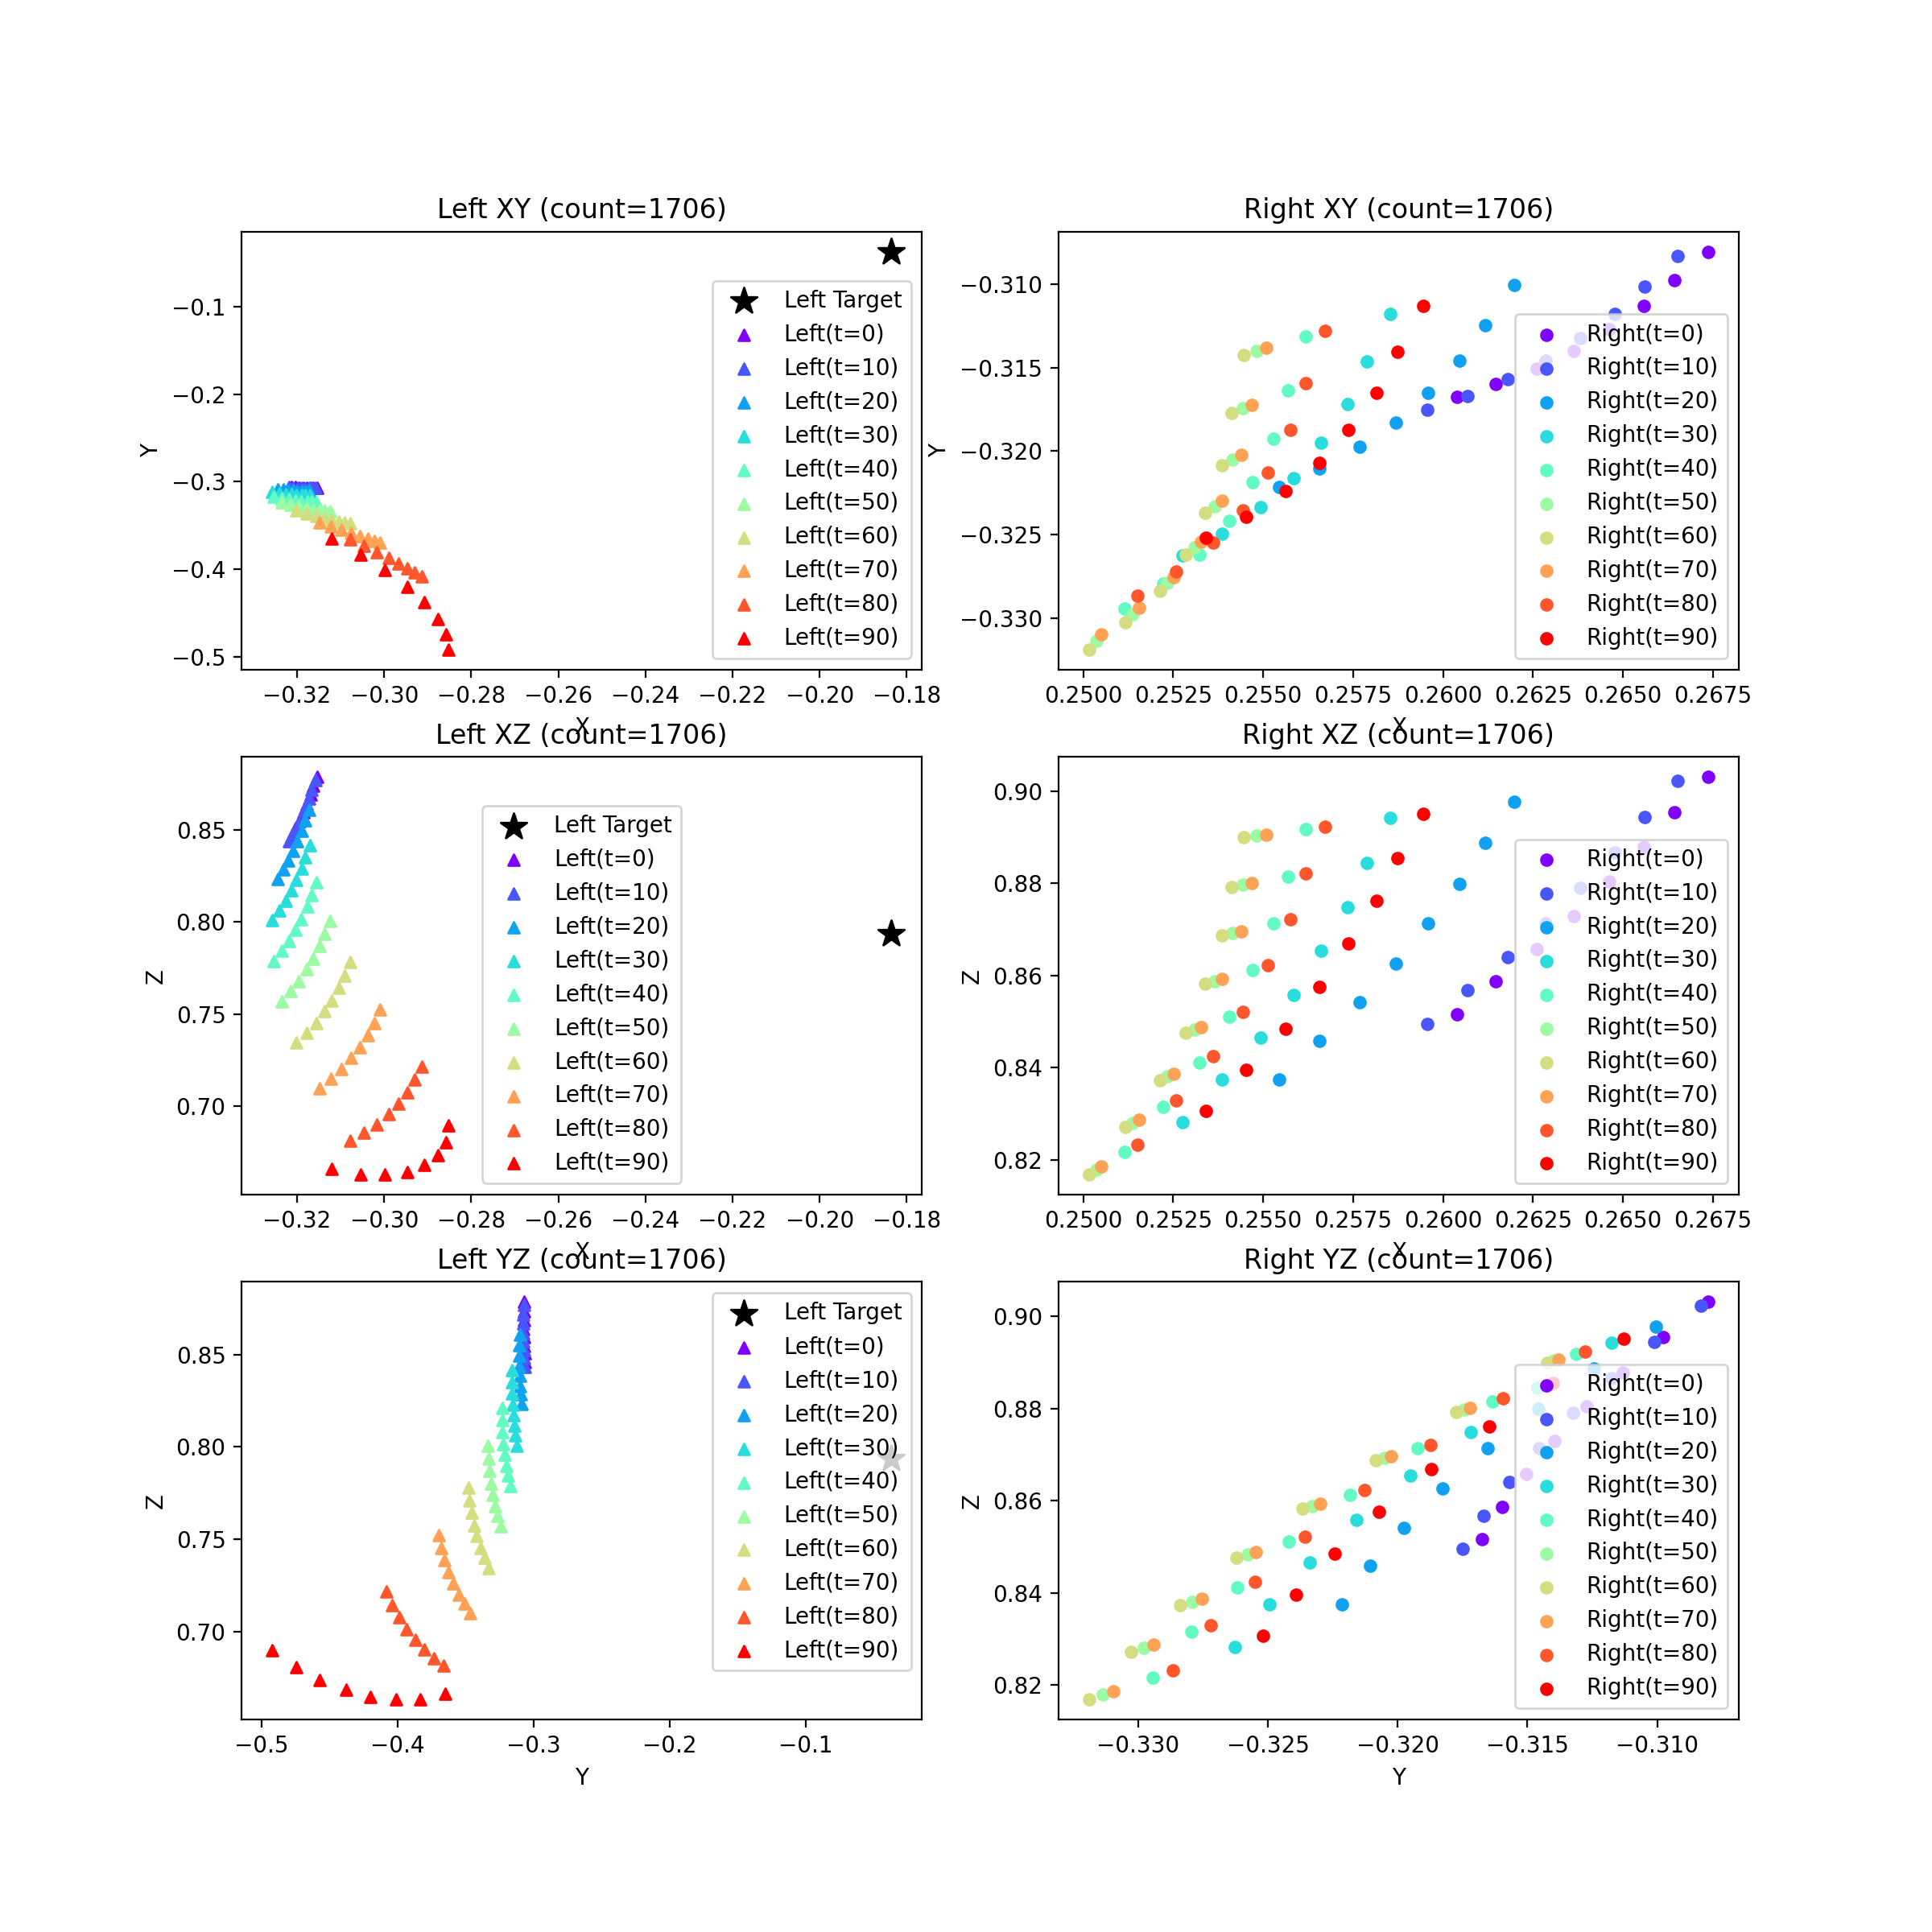 Left XY (count=1706)
Y
−0.1
−0.2
−0.3
−0.4
−0.5
−0.32 −0.30 −0.28 −0.26 −0.24 −0.22 −0.20 −0.18
X
Left Target
Left(t=0)
Left(t=10)
Left(t=20)
Left(t=30)
Left(t=40)
Left(t=50)
Left(t=60)
Left(t=70)
Left(t=80)
Left(t=90)
Right XY (count=1706)
Y
−0.310
−0.315
−0.320
−0.325
−0.330
0.2500 0.2525 0.2550 0.2575 0.2600 0.2625 0.2650 0.2675
X
Right(t=0)
Right(t=10)
Right(t=20)
Right(t=30)
Right(t=40)
Right(t=50)
Right(t=60)
Right(t=70)
Right(t=80)
Right(t=90)
Left XZ (count=1706)
Z
0.85
0.80
0.75
0.70
−0.32 −0.30 −0.28 −0.26 −0.24 −0.22 −0.20 −0.18
X
Left Target
Left(t=0)
Left(t=10)
Left(t=20)
Left(t=30)
Left(t=40)
Left(t=50)
Left(t=60)
Left(t=70)
Left(t=80)
Left(t=90)
Right XZ (count=1706)
Z
0.90
0.88
0.86
0.84
0.82
0.2500 0.2525 0.2550 0.2575 0.2600 0.2625 0.2650 0.2675
X
Right(t=0)
Right(t=10)
Right(t=20)
Right(t=30)
Right(t=40)
Right(t=50)
Right(t=60)
Right(t=70)
Right(t=80)
Right(t=90)
Left YZ (count=1706)
Z
0.85
0.80
0.75
0.70
−0.5 −0.4 −0.3 −0.2 −0.1
Y
Left Target
Left(t=0)
Left(t=10)
Left(t=20)
Left(t=30)
Left(t=40)
Left(t=50)
Left(t=60)
Left(t=70)
Left(t=80)
Left(t=90)
Right YZ (count=1706)
Z
0.90
0.88
0.86
0.84
0.82
−0.330 −0.325 −0.320 −0.315 −0.310
Y
Right(t=0)
Right(t=10)
Right(t=20)
Right(t=30)
Right(t=40)
Right(t=50)
Right(t=60)
Right(t=70)
Right(t=80)
Right(t=90)